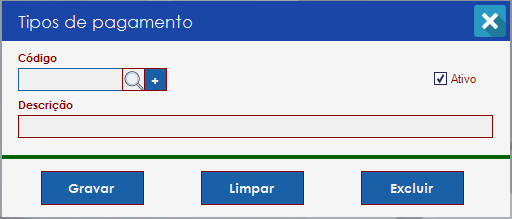 Tipos de pagamento
Código
+
Ativo
Descrição
Gravar Limpar Excluir